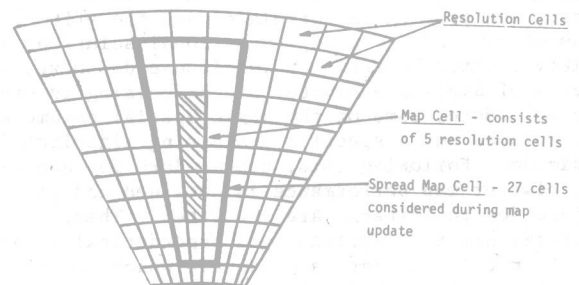 Resolution Cells
Map Cell - consists
of 5 resolution cells
Spread Map Cell - 27 cells
considered during map
update